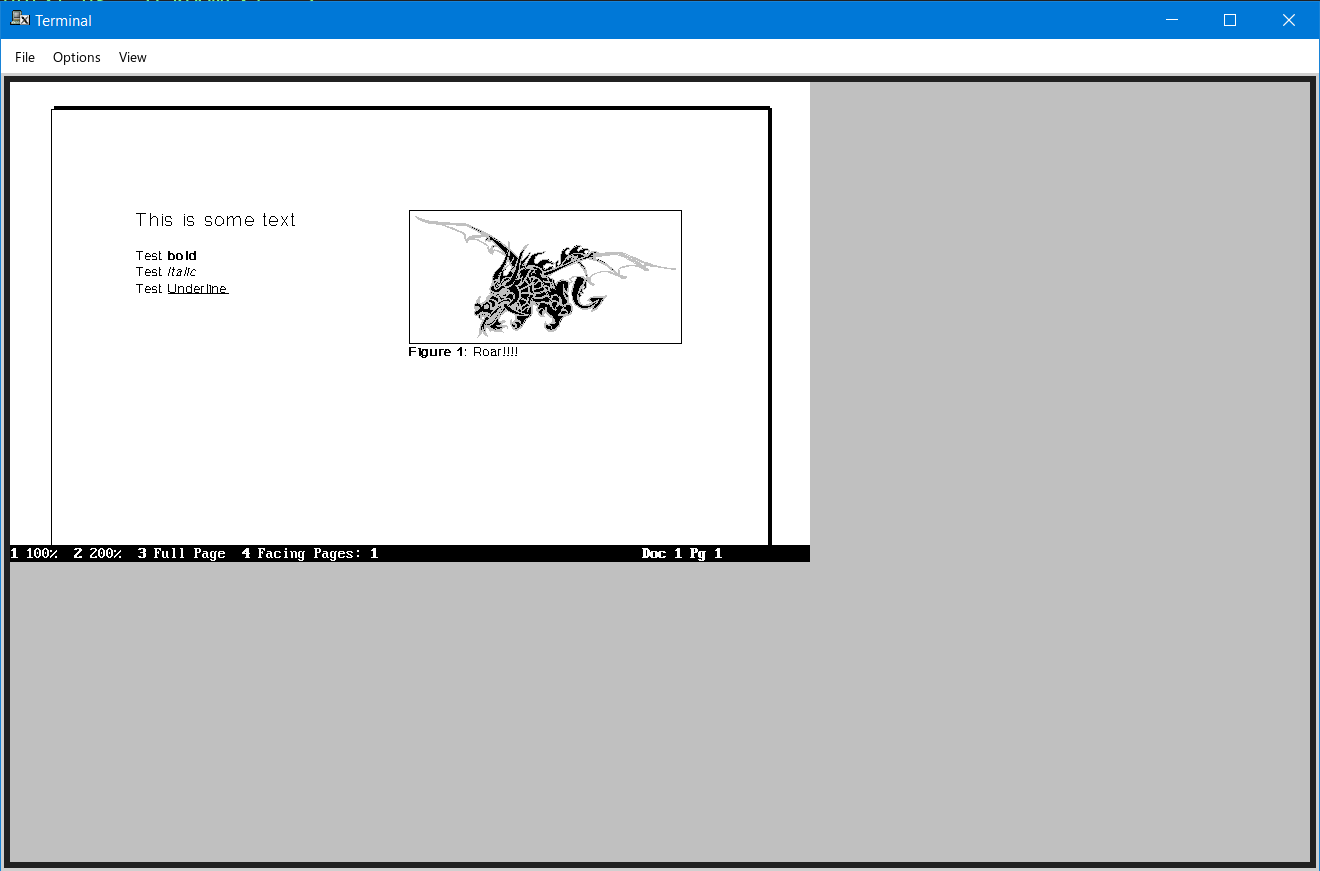 Terminal
File Options View
This is some text
Test bold
Test Italic
Test Underline
Figure 1: Roar!!!!
1 100% 2 200% 3 Full Page 4 Facing Pages: 1 Doc 1 Pg 1